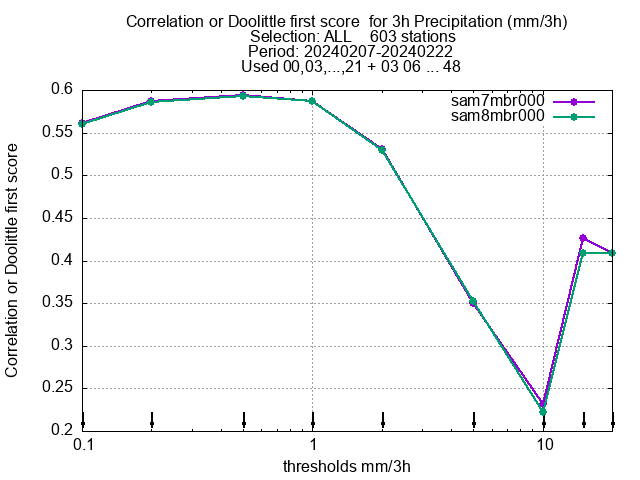 Correlation or Doolittle first score  for 3h Precipitation (mm/3h)
Selection: ALL    603 stations
Period: 20240207-20240222
Used 00,03,...,21 + 03 06 ... 48
sam7mbr000
sam8mbr000
0.6
0.55
0.5
0.45
0.4
0.35
0.3
0.25
0.2
Correlation or Doolittle first score
0.1 1 10
thresholds mm/3h